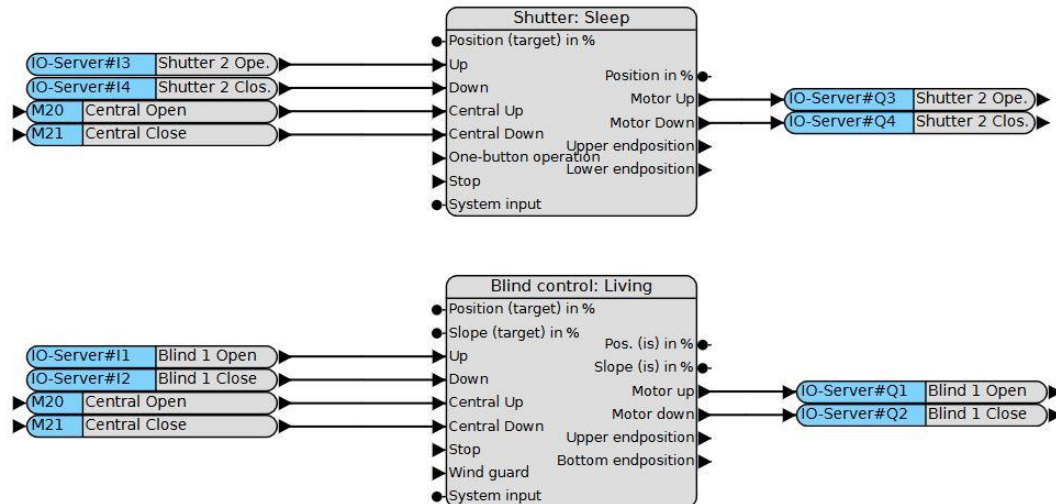 Shutter: Sleep
Position (target) in %
IO-Server#I3 Shutter 2 Ope. Up
Position in %
IO-Server#I4 Shutter 2 Clos. Down
Motor Up IO-Server#Q3 Shutter 2 Ope.
M20 Central Open Central Up
Motor Down IO-Server#Q4 Shutter 2 Clos.
M21 Central Close Central Down
Upper endposition
One-button operation
Lower endposition
Stop
System input
Blind control: Living
Position (target) in %
Slope (target) in %
Pos. (is) in %
IO-Server#I1 Blind 1 Open Up
Slope (is) in %
IO-Server#I2 Blind 1 Close Down
Motor up IO-Server#Q1 Blind 1 Open
M20 Central Open Central Up
Motor down IO-Server#Q2 Blind 1 Close
M21 Central Close Central Down
Upper endposition
Stop
Bottom endposition
Wind guard
System input